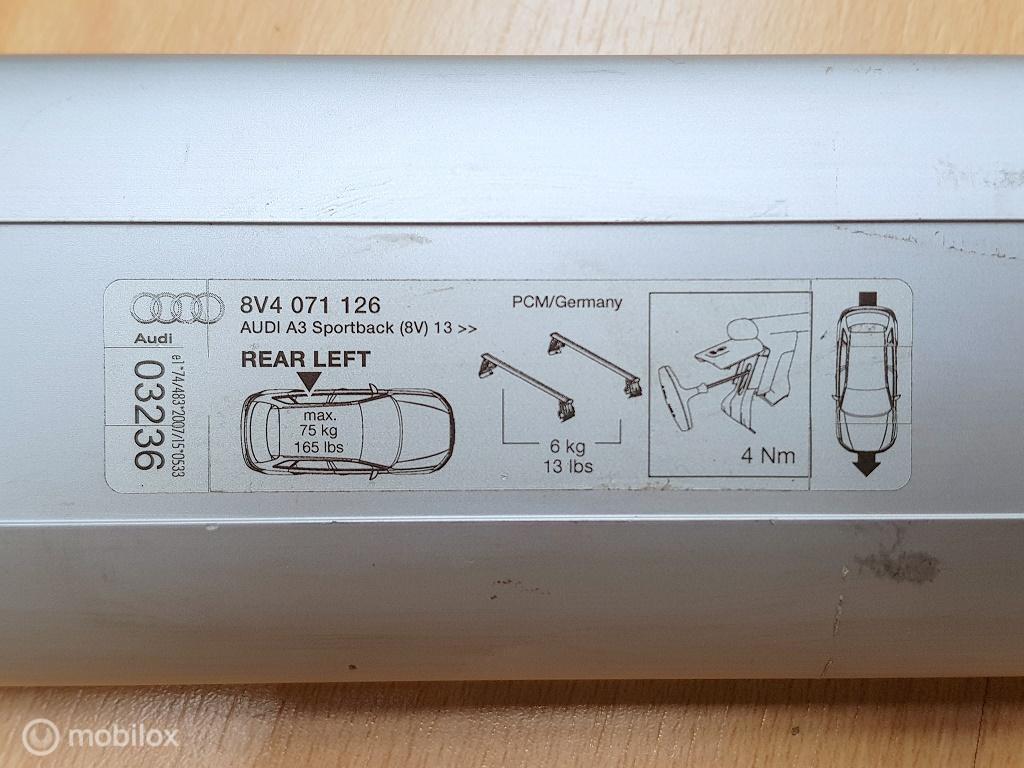 Audi
03236
e1*74/483*2007/15*0533
8V4 071 126
AUDI A3 Sportback (8V) 13 >>
REAR LEFT
max.
75 kg
165 lbs
PCM/Germany
6 kg
13 lbs
4 Nm
mobilox